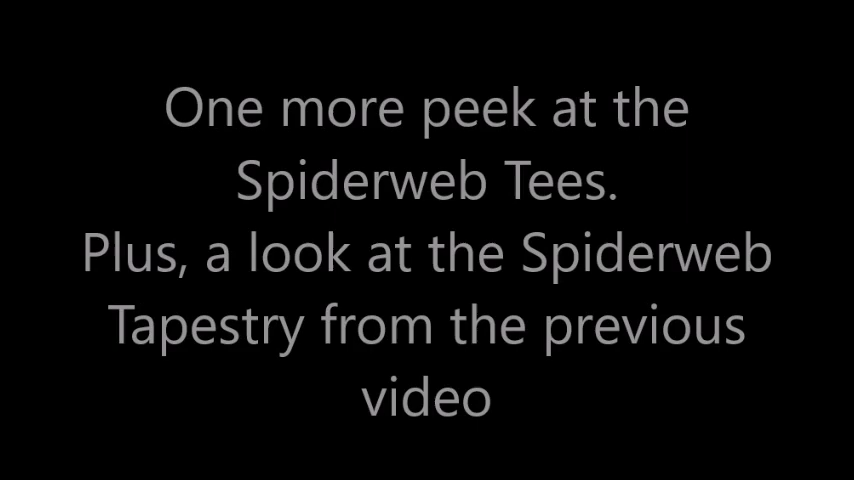 One more peek at the
Spiderweb Tees.
Plus, a look at the Spiderweb
Tapestry from the previous
video